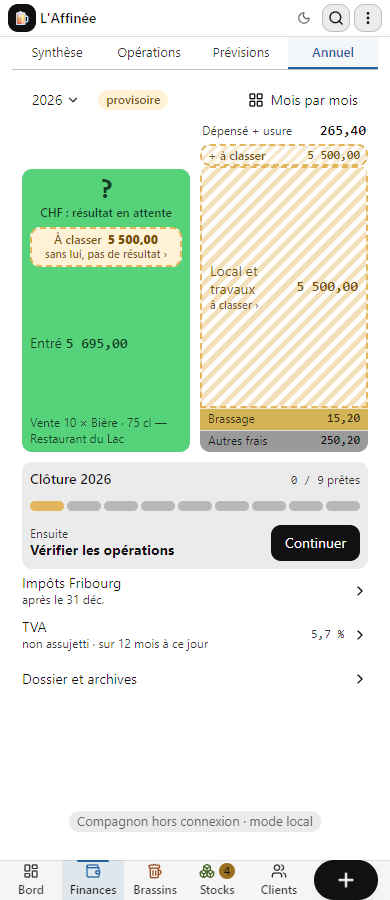 L'Affinée
Synthèse
Opérations
Prévisions
Annuel
2026
provisoire
Mois par mois
Dépensé + usure 265,40
+ à classer 5 500,00
?
CHF : résultat en attente
À classer 5 500,00
sans lui, pas de résultat ›
Local et
travaux
à classer ›
5 500,00
Entré 5 695,00
Vente 10 × Bière · 75 cl —
Restaurant du Lac
Brassage 15,20
Autres frais 250,20
Clôture 2026
0 / 9 prêtes
Ensuite
Vérifier les opérations
Continuer
Impôts Fribourg
après le 31 déc.
TVA
non assujetti · sur 12 mois à ce jour
5,7 %
Dossier et archives
Compagnon hors connexion · mode local
Bord
Finances
Brassins
Stocks
4
Clients